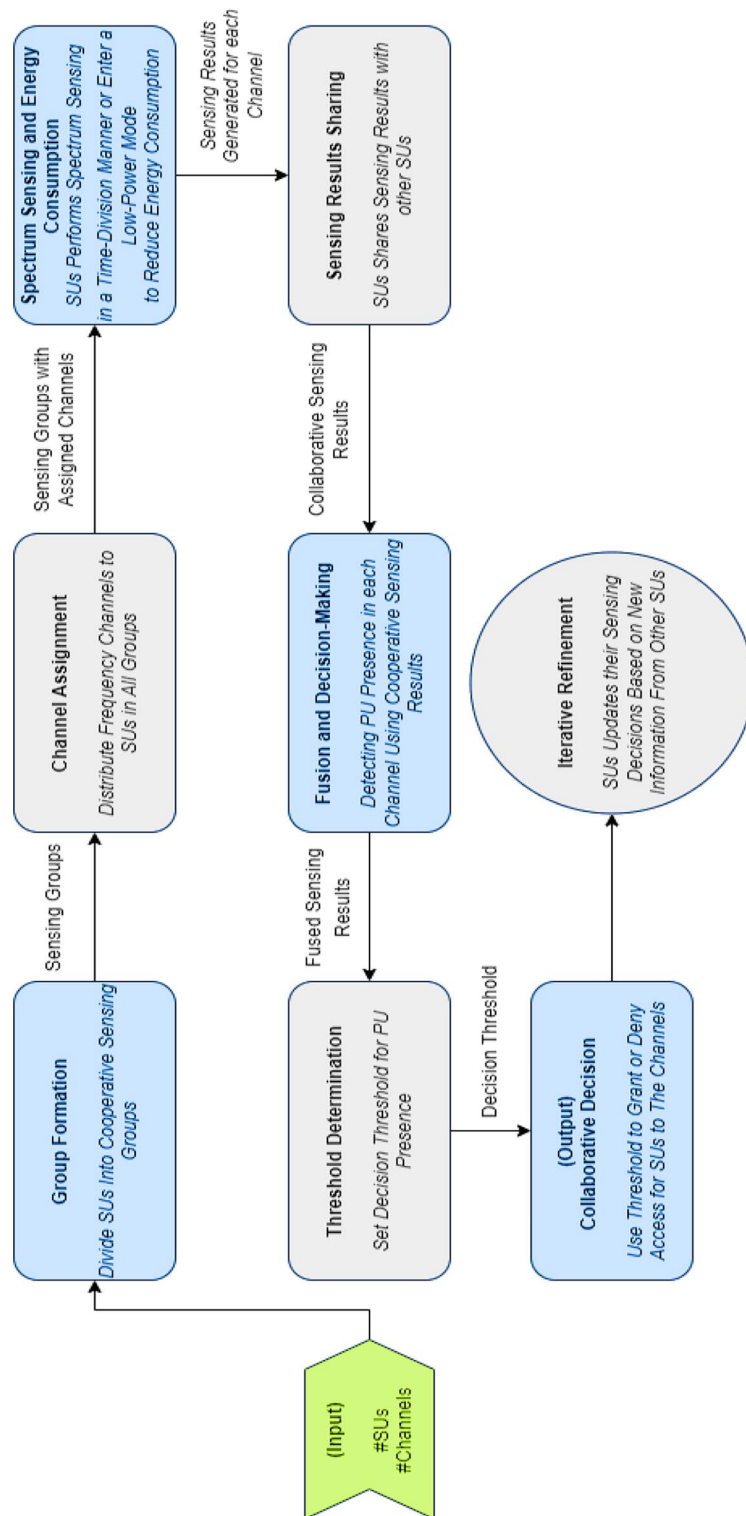 (Input)
#SUs
#Channels
Group Formation
Divide SUs Into Cooperative Sensing
Groups
Sensing Groups
Channel Assignment
Distribute Frequency Channels to
SUs in All Groups
Sensing Groups with
Assigned Channels
Spectrum Sensing and Energy
Consumption
SUs Performs Spectrum Sensing
in a Time-Division Manner or Enter a
Low-Power Mode
to Reduce Energy Consumption
Sensing Results
Generated for each
Channel
Sensing Results Sharing
SUs Shares Sensing Results with
other SUs
Collaborative Sensing
Results
Fusion and Decision-Making
Detecting PU Presence in each
Channel Using Cooperative Sensing
Results
Fused Sensing
Results
Threshold Determination
Set Decision Threshold for PU
Presence
Decision Threshold
(Output)
Collaborative Decision
Use Threshold to Grant or Deny
Access for SUs to The Channels
Iterative Refinement
SUs Updates their Sensing
Decisions Based on New
Information From Other SUs